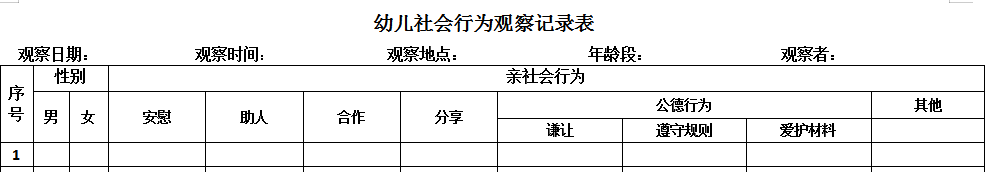 幼儿社会行为观察记录表
观察日期： 观察时间： 观察地点： 年龄段： 观察者：
序号 性别 亲社会行为
男 女 安慰 助人 合作 分享 公德行为 其他
谦让 遵守规则 爱护材料
1